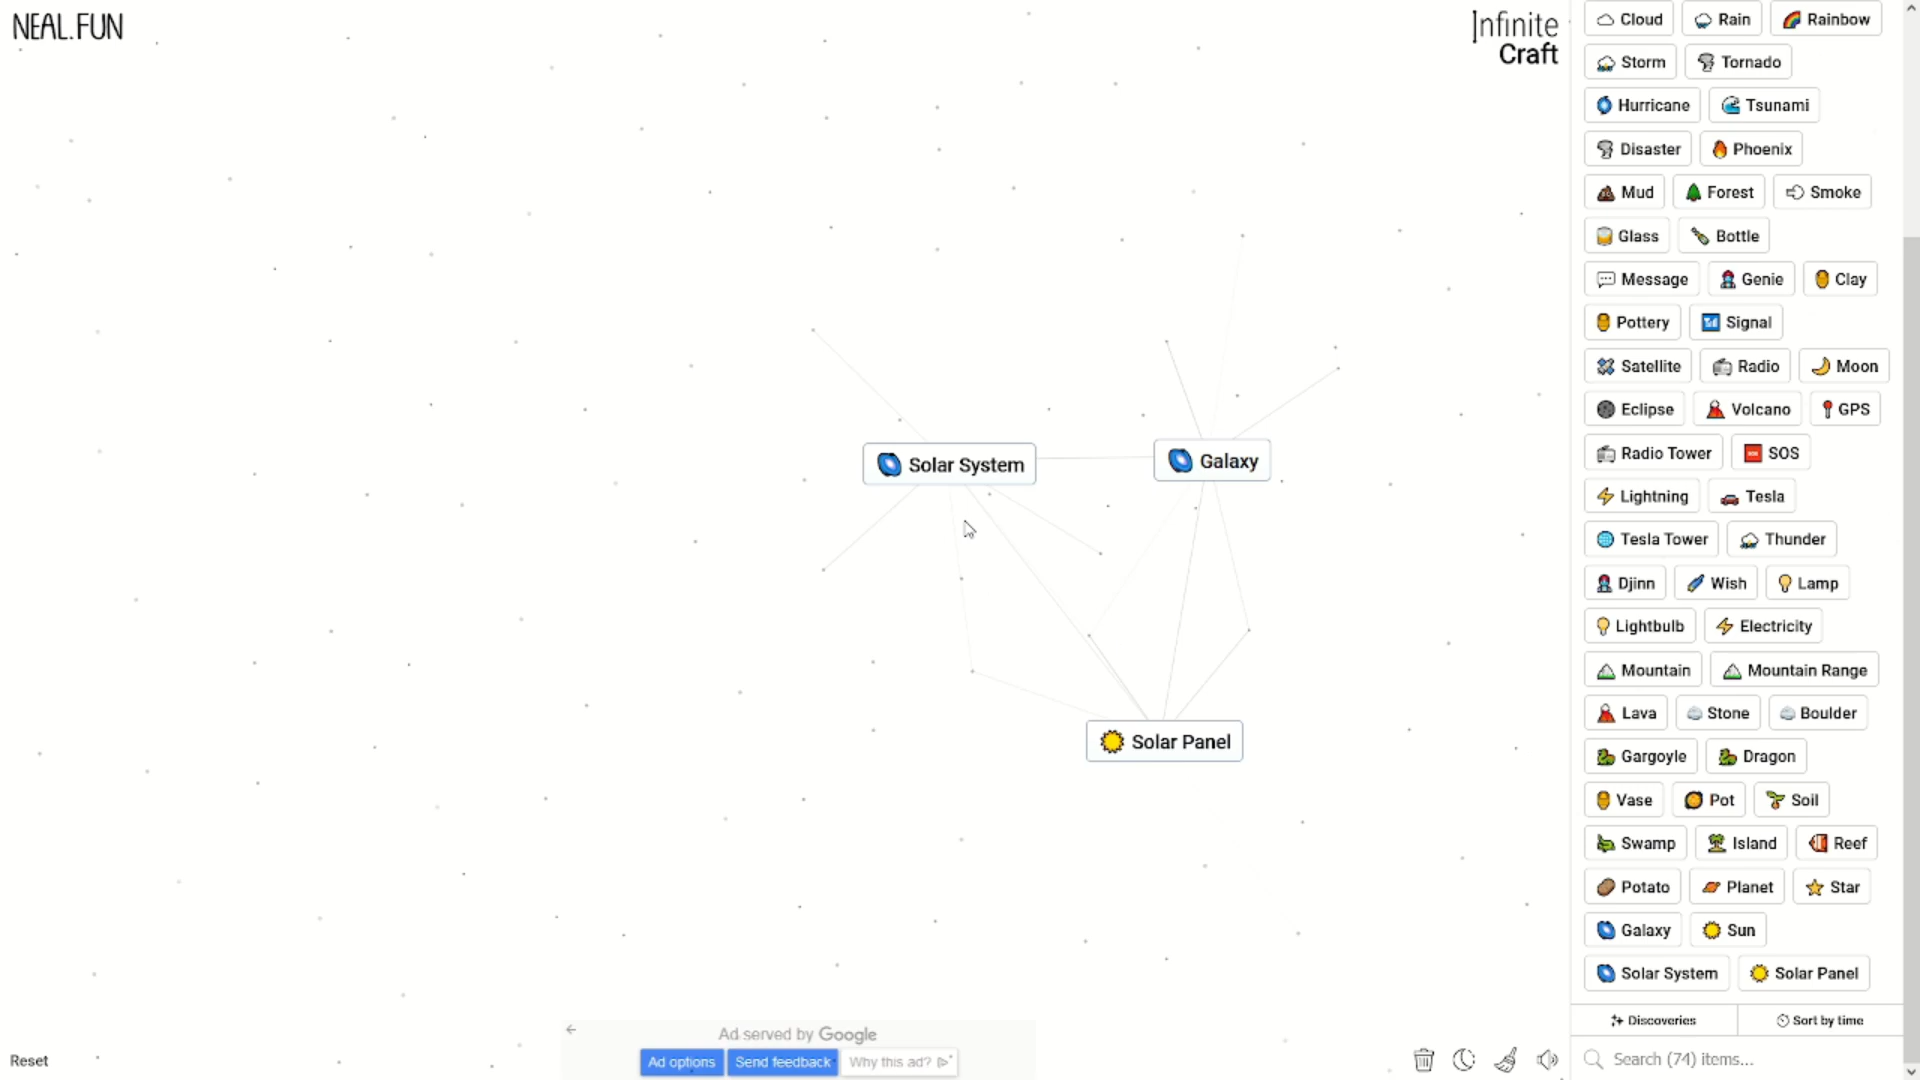 NEAL.FUN
Infinite
Craft
Solar System
Galaxy
Solar Panel
Cloud Rain Rainbow
Storm Tornado
Hurricane Tsunami
Disaster Phoenix
Mud Forest Smoke
Glass Bottle
Message Genie Clay
Pottery Signal
Satellite Radio Moon
Eclipse Volcano GPS
Radio Tower SOS
Lightning Tesla
Tesla Tower Thunder
Djinn Wish Lamp
Lightbulb Electricity
Mountain Mountain Range
Lava Stone Boulder
Gargoyle Dragon
Vase Pot Soil
Swamp Island Reef
Potato Planet Star
Galaxy Sun
Solar System Solar Panel
Discoveries Sort by time
Search (74) items...
Ad served by Google
Ad options Send feedback Why this ad?
Reset